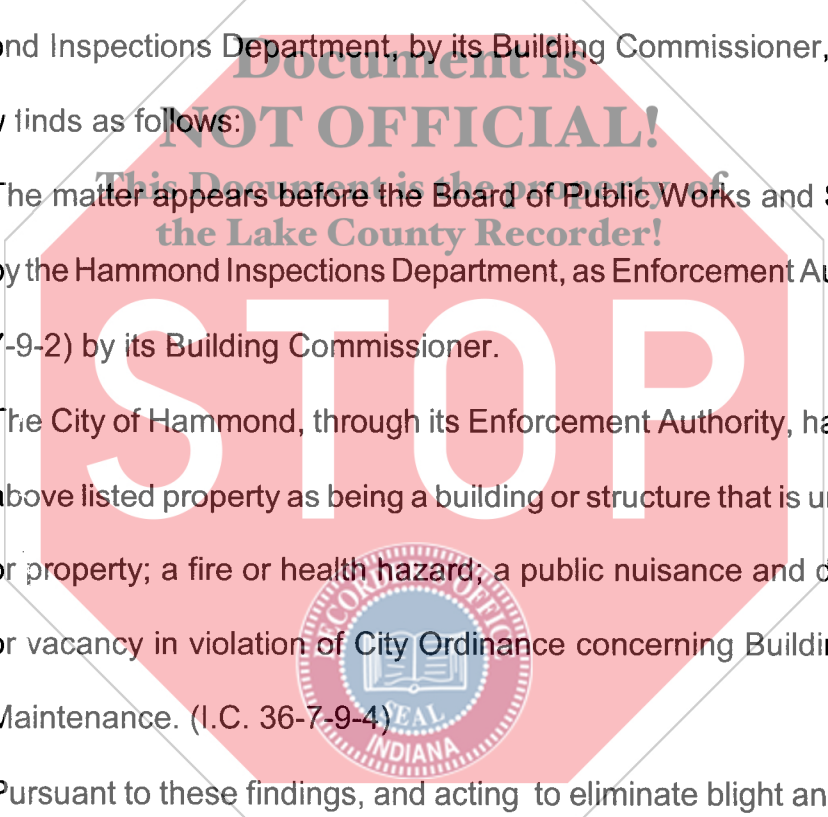 ond Inspections Department, by its Building Commissioner,
Document is
finds as follows:
NOT OFFICIAL!
This Document is the property of
The matter appears before the Board of Public Works and
the Lake County Recorder!
by the Hammond Inspections Department, as Enforcement Au
-9-2) by its Building Commissioner.
STOP
The City of Hammond, through its Enforcement Authority, ha
above listed property as being a building or structure that is un
or property; a fire or health hazard; a public nuisance and d
or vacancy in violation of City Ordinance concerning Buildin
Maintenance. (I.C. 36-7-9-4)
RECORDER'S OFFICE
SEAL
INDIANA
Pursuant to these findings, and acting to eliminate blight an